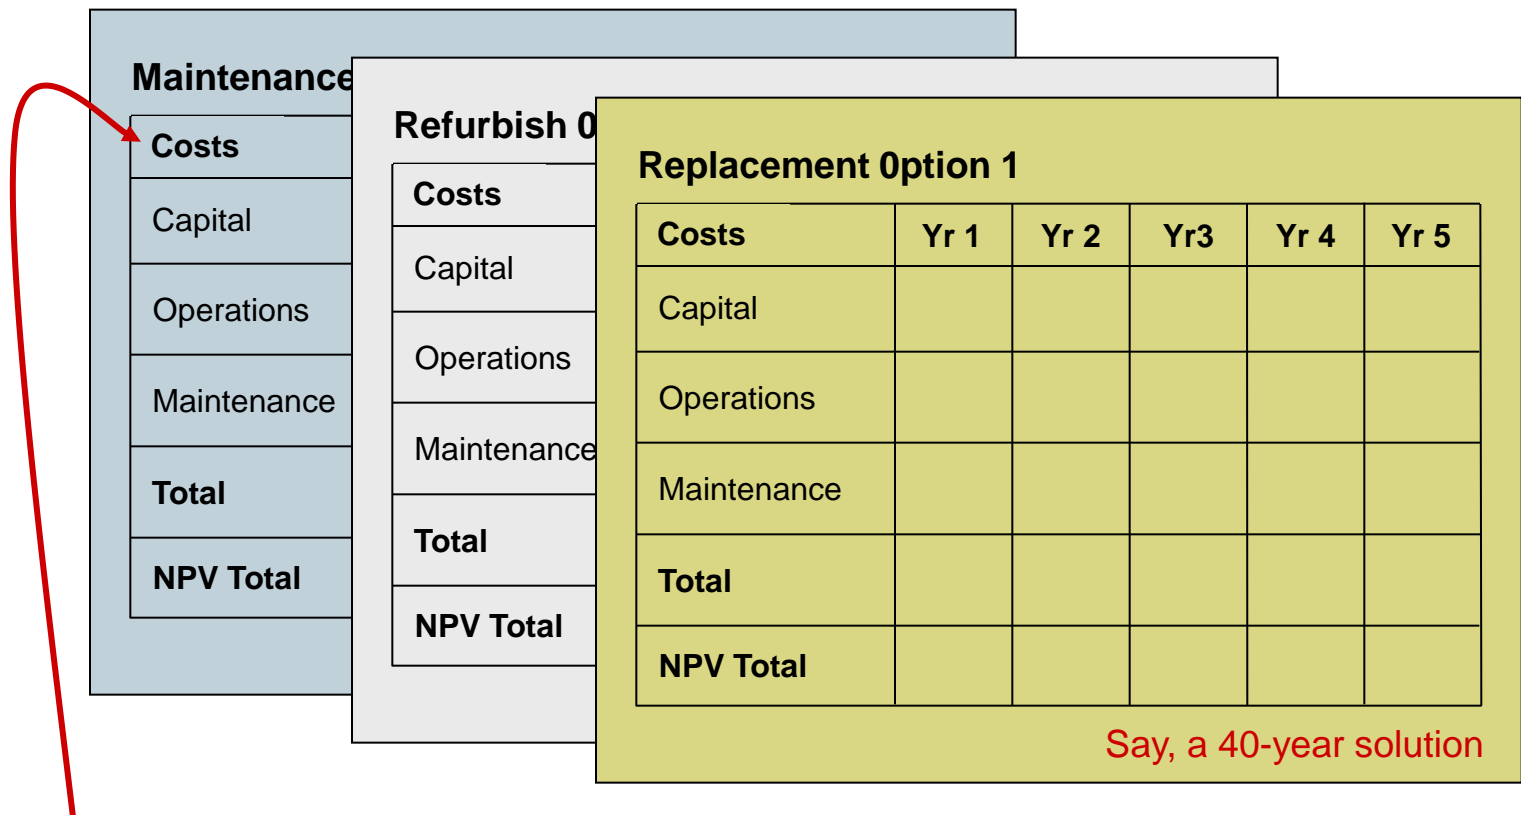 Maintenance
Costs
Capital
Operations
Maintenance
Total
NPV Total
Refurbish 0
Costs
Capital
Operations
Maintenance
Total
NPV Total
Replacement 0ption 1
Costs Yr 1 Yr 2 Yr3 Yr 4 Yr 5
Capital
Operations
Maintenance
Total
NPV Total
Say, a 40-year solution